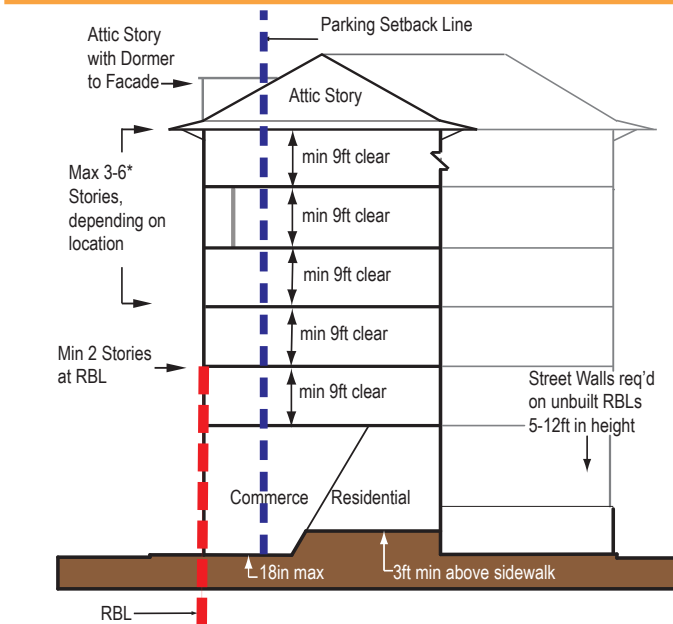 Parking Setback Line
Attic Story
with Dormer
to Facade
Attic Story
min 9ft clear
Max 3-6*
Stories,
depending on
location
min 9ft clear
min 9ft clear
min 9ft clear
Min 2 Stories
at RBL
min 9ft clear
Street Walls req'd
on unbuilt RBLs
5-12ft in height
Commerce
Residential
18in max
3ft min above sidewalk
RBL